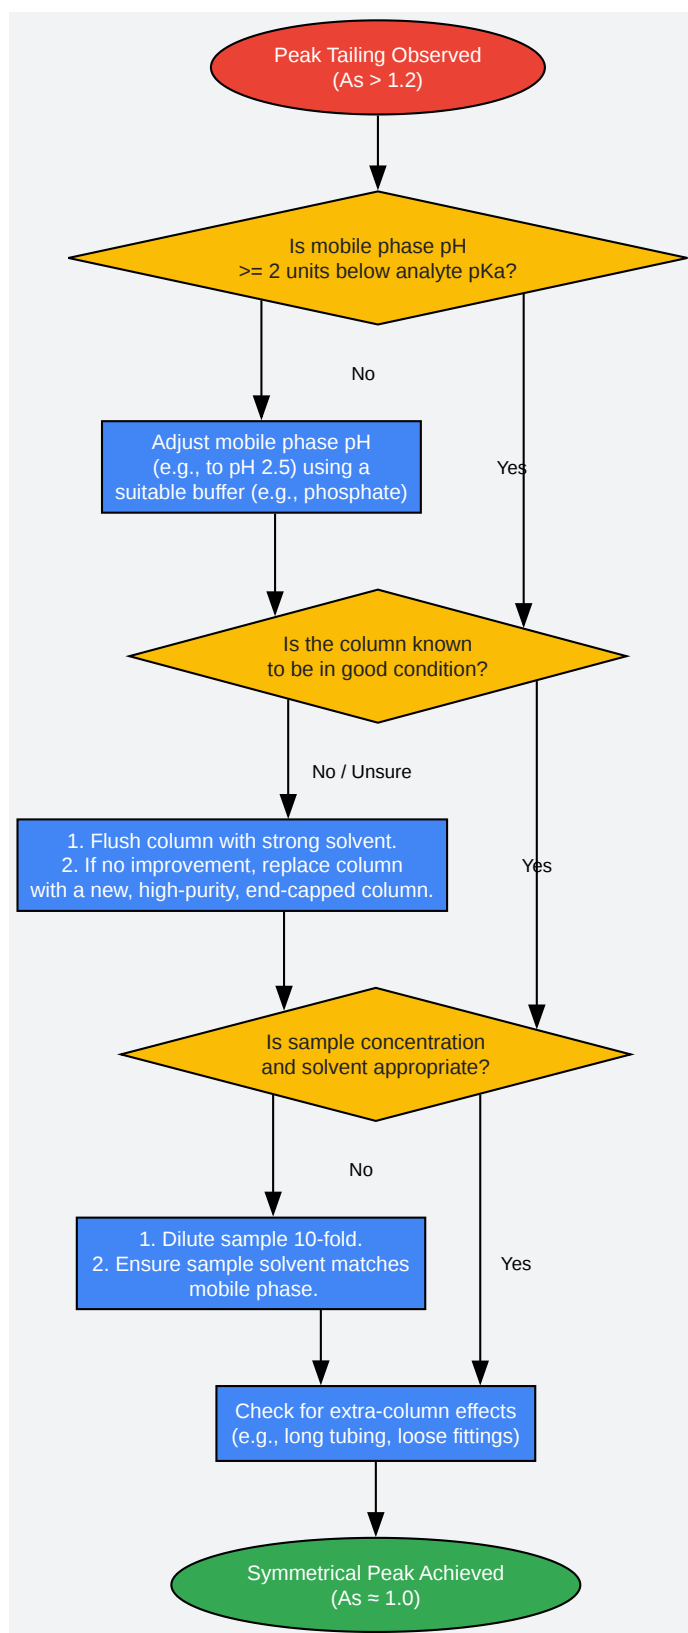 Peak Tailing Observed
(As > 1.2)
Is mobile phase pH
>= 2 units below analyte pKa?
No
Adjust mobile phase pH
(e.g., to pH 2.5) using a
suitable buffer (e.g., phosphate)
Yes
Is the column known
to be in good condition?
No / Unsure
1. Flush column with strong solvent.
2. If no improvement, replace column
with a new, high-purity, end-capped column.
Yes
Is sample concentration
and solvent appropriate?
No
1. Dilute sample 10-fold.
2. Ensure sample solvent matches
mobile phase.
Yes
Check for extra-column effects
(e.g., long tubing, loose fittings)
Symmetrical Peak Achieved
(As ≈ 1.0)